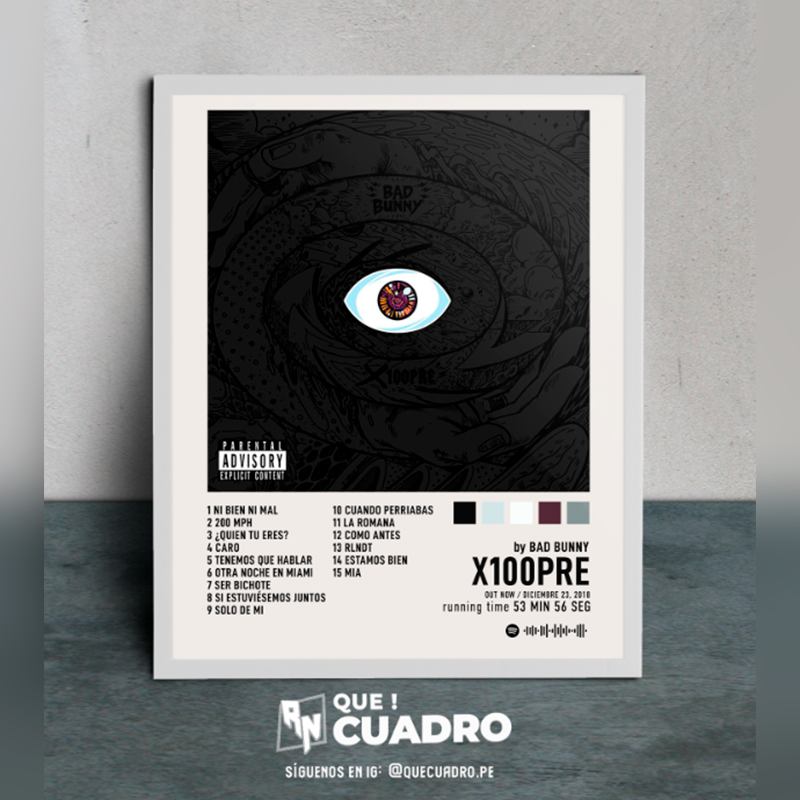 BAD
BUNNY
X100PRE
PARENTAL
ADVISORY
EXPLICIT CONTENT
1 NI BIEN NI MAL
2 200 MPH
3 ¿QUIEN TU ERES?
4 CARO
5 TENEMOS QUE HABLAR
6 OTRA NOCHE EN MIAMI
7 SER BICHOTE
8 SI ESTUVIÉSEMOS JUNTOS
9 SOLO DE MI
10 CUANDO PERRIABAS
11 LA ROMANA
12 COMO ANTES
13 RLNDT
14 ESTAMOS BIEN
15 MIA
by BAD BUNNY
X100PRE
OUT NOW / DICIEMBRE 23, 2018
running time 53 MIN 56 SEG
RN
QUE !
CUADRO
SÍGUENOS EN IG: @QUECUADRO.PE